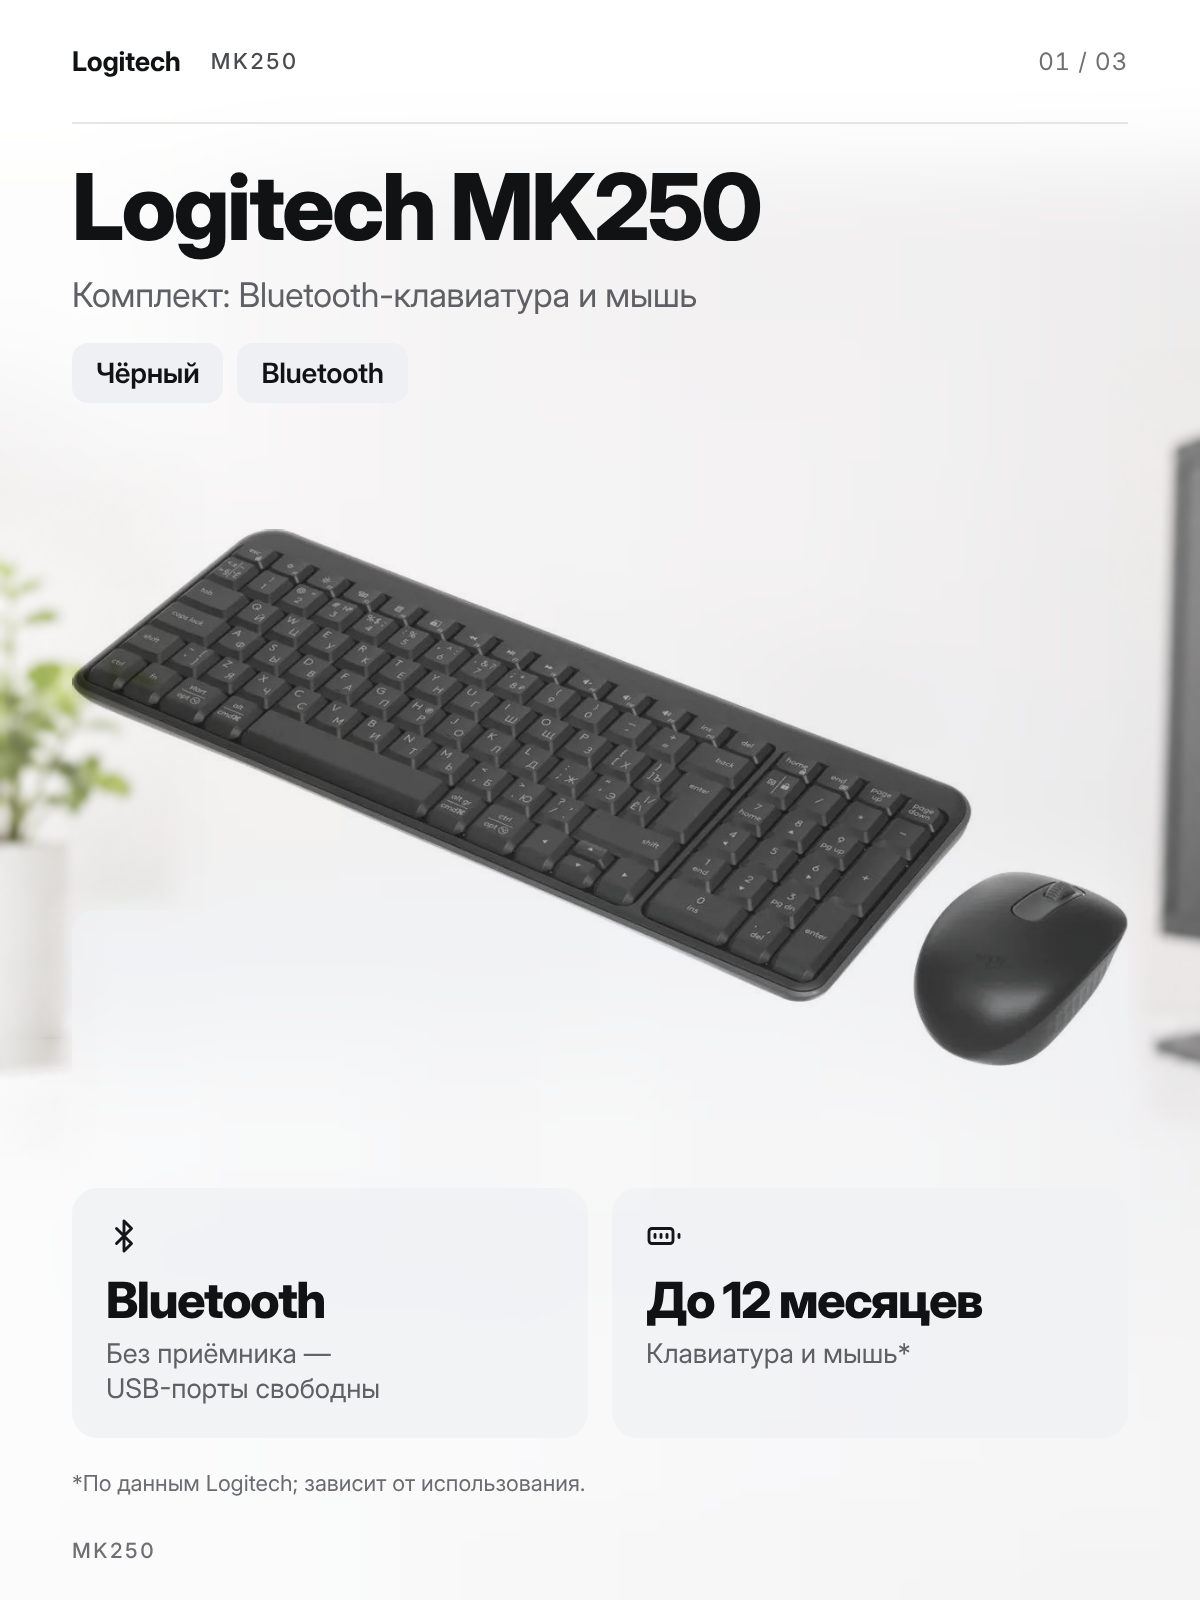 Logitech MK250 01 / 03
Logitech MK250
Комплект: Bluetooth-клавиатура и мышь
Чёрный Bluetooth
Bluetooth
Без приёмника —
USB-порты свободны
До 12 месяцев
Клавиатура и мышь*
*По данным Logitech; зависит от использования.
MK250